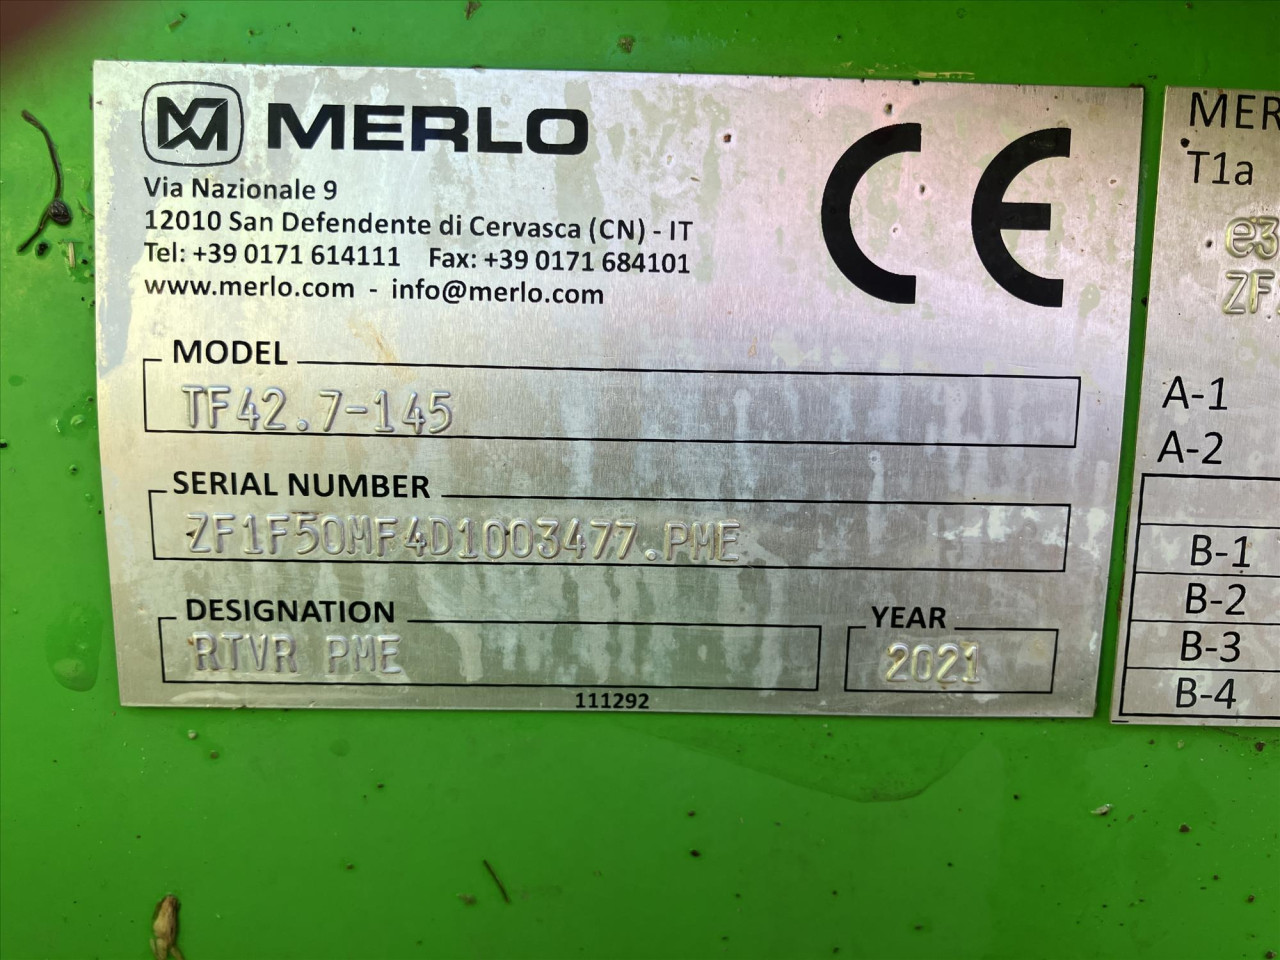 MERLO
Via Nazionale 9
12010 San Defendente di Cervasca (CN) - IT
Tel: +39 0171 614111 Fax: +39 0171 684101
www.merlo.com - info@merlo.com
CE
MODEL
TF42.7-145
SERIAL NUMBER
ZF1F50MF4D1003477.PME
DESIGNATION
RTVR PME
YEAR
2021
111292
MER
T1a
e3
ZF
A-1
A-2
B-1
B-2
B-3
B-4